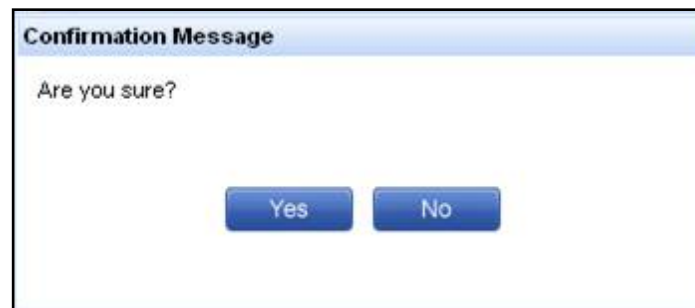 Confirmation Message
Are you sure?
Yes No